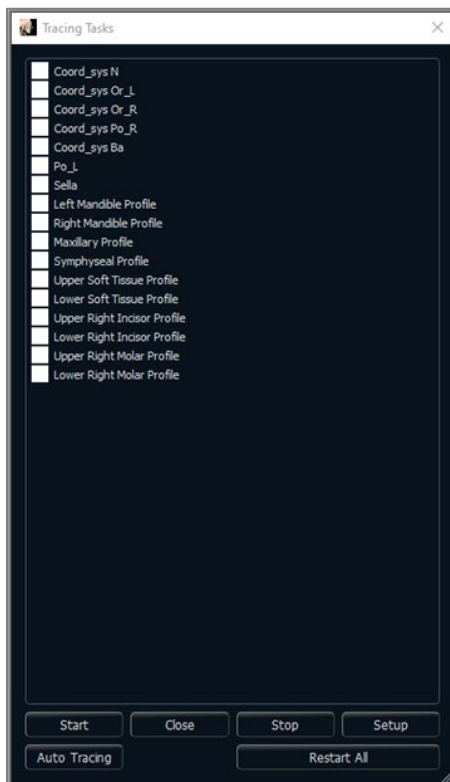 Tracing Tasks
Coord_sys N
Coord_sys Or_L
Coord_sys Or_R
Coord_sys Po_R
Coord_sys Ba
Po_L
Sella
Left Mandible Profile
Right Mandible Profile
Maxillary Profile
Symphyseal Profile
Upper Soft Tissue Profile
Lower Soft Tissue Profile
Upper Right Incisor Profile
Lower Right Incisor Profile
Upper Right Molar Profile
Lower Right Molar Profile
Start Close Stop Setup
Auto Tracing Restart All